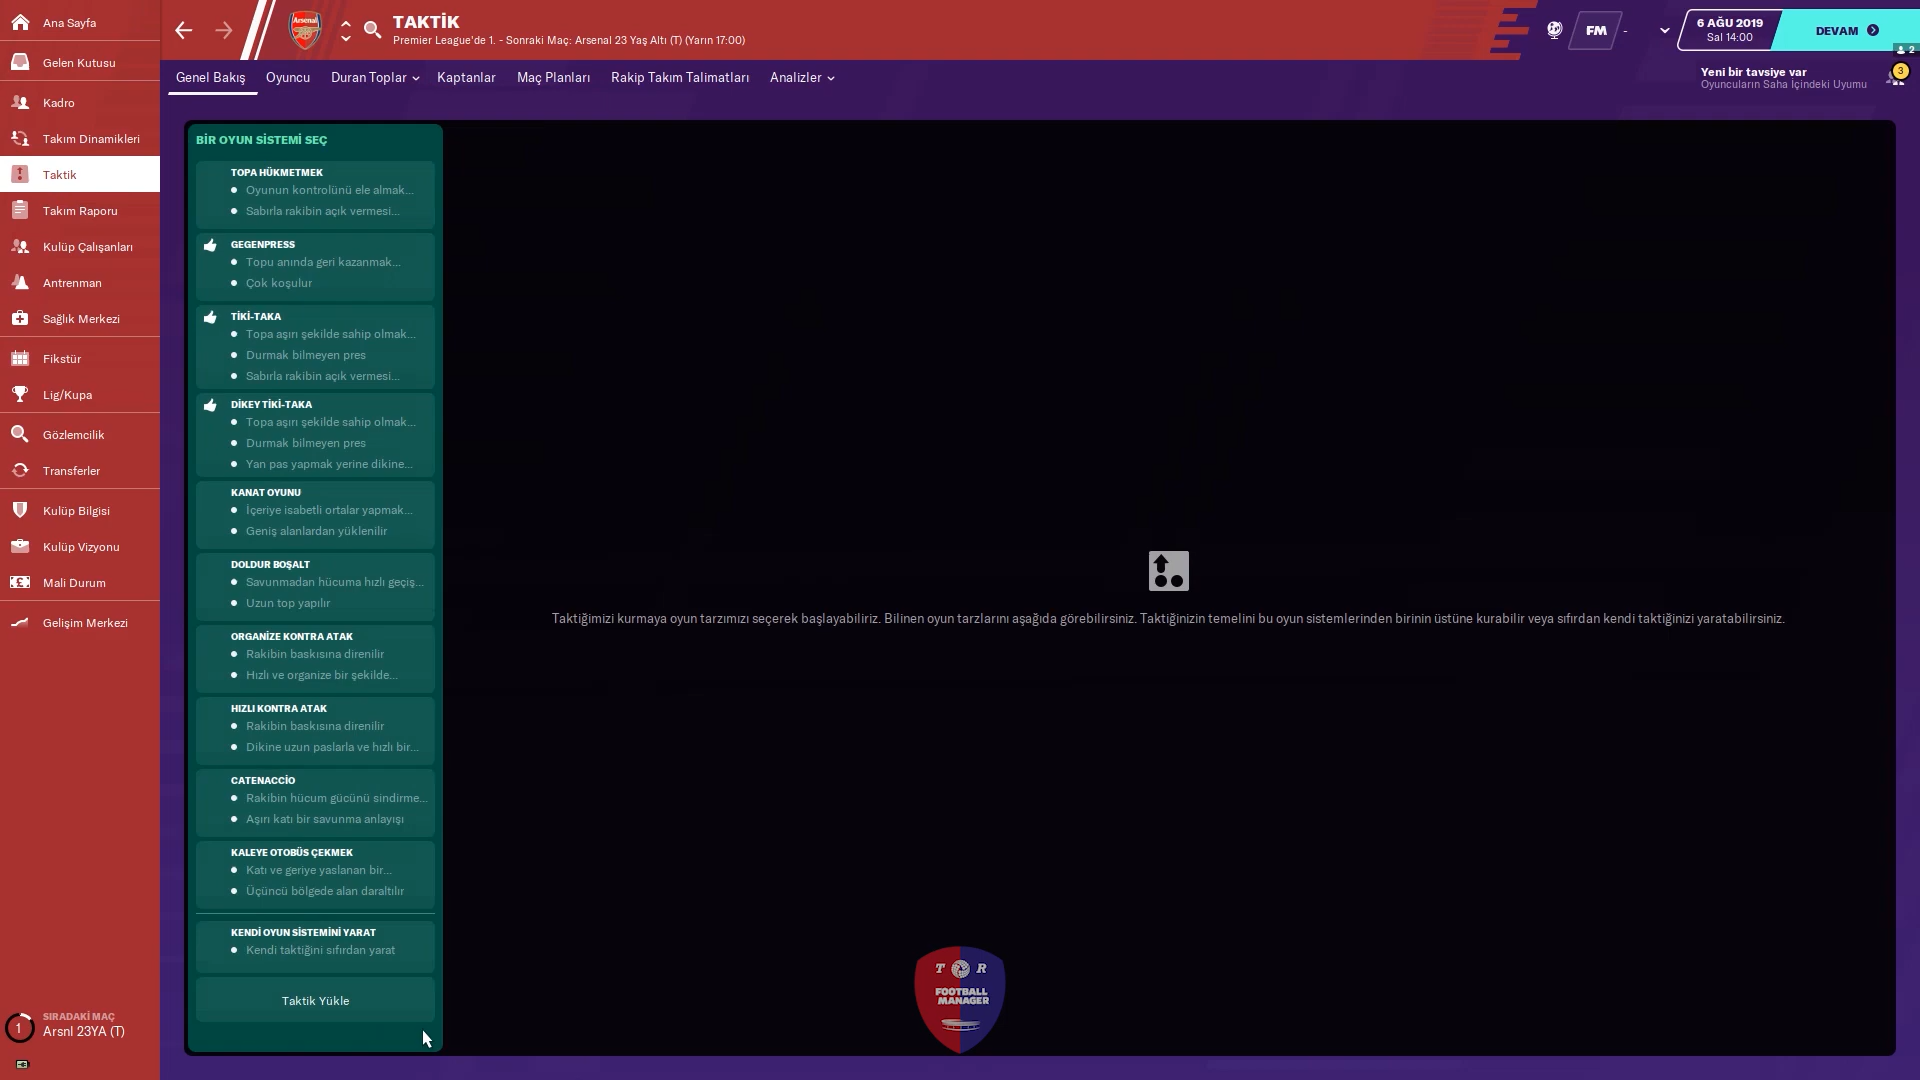 Ana Sayfa
Gelen Kutusu
Kadro
Takım Dinamikleri
Taktik
Takım Raporu
Kulüp Çalışanları
Antrenman
Sağlık Merkezi
Fikstür
Lig/Kupa
Gözlemcilik
Transferler
Kulüp Bilgisi
Kulüp Vizyonu
Mali Durum
Gelişim Merkezi
1
SIRADAKİ MAÇ
Arsnl 23YA (T)
Arsenal
TAKTİK
Premier League'de 1. - Sonraki Maç: Arsenal 23 Yaş Altı (T) (Yarın 17:00)
FM
-
6 AĞU 2019
Sal 14:00
DEVAM
2
Genel Bakış
Oyuncu
Duran Toplar
Kaptanlar
Maç Planları
Rakip Takım Talimatları
Analizler
Yeni bir tavsiye var
Oyuncuların Saha İçindeki Uyumu
3
BİR OYUN SİSTEMİ SEÇ
TOPA HÜKMETMEK
Oyunun kontrolünü ele almak...
Sabırla rakibin açık vermesi...
GEGENPRESS
Topu anında geri kazanmak...
Çok koşulur
TİKİ-TAKA
Topa aşırı şekilde sahip olmak...
Durmak bilmeyen pres
Sabırla rakibin açık vermesi...
DİKEY TİKİ-TAKA
Topa aşırı şekilde sahip olmak...
Durmak bilmeyen pres
Yan pas yapmak yerine dikine...
KANAT OYUNU
İçeriye isabetli ortalar yapmak...
Geniş alanlardan yüklenilir
DOLDUR BOŞALT
Savunmadan hücuma hızlı geçiş...
Uzun top yapılır
ORGANİZE KONTRA ATAK
Rakibin baskısına direnilir
Hızlı ve organize bir şekilde...
HIZLI KONTRA ATAK
Rakibin baskısına direnilir
Dikine uzun paslarla ve hızlı bir...
CATENACCİO
Rakibin hücum gücünü sindirme...
Aşırı katı bir savunma anlayışı
KALEYE OTOBÜS ÇEKMEK
Katı ve geriye yaslanan bir...
Üçüncü bölgede alan daraltılır
KENDİ OYUN SİSTEMİNİ YARAT
Kendi taktiğini sıfırdan yarat
Taktik Yükle
Taktiğimizi kurmaya oyun tarzımızı seçerek başlayabiliriz. Bilinen oyun tarzlarını aşağıda görebilirsiniz. Taktiğinizin temelini bu oyun sistemlerinden birinin üstüne kurabilir veya sıfırdan kendi taktiğinizi yaratabilirsiniz.
T R
FOOTBALL
MANAGER